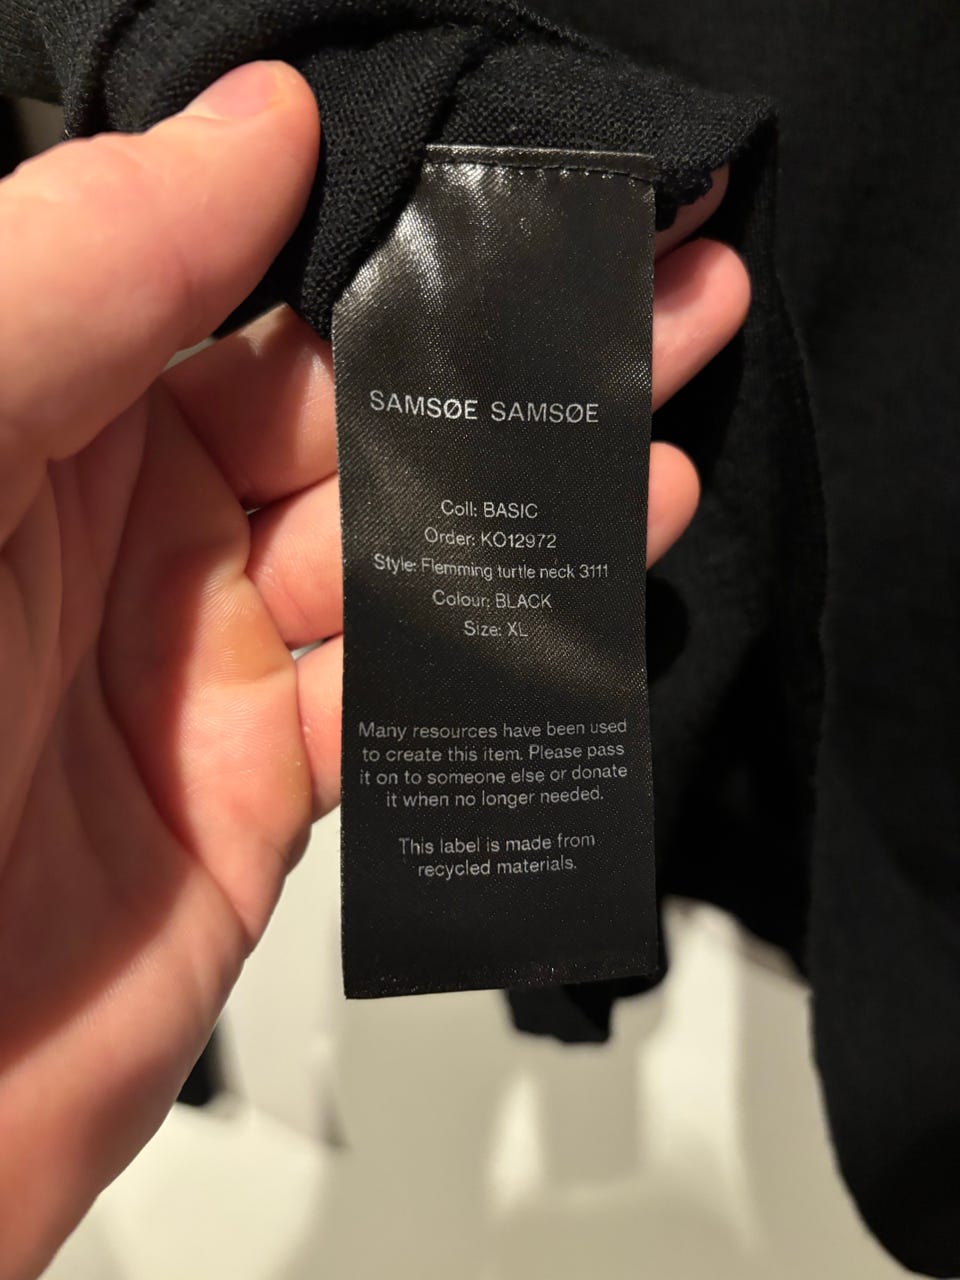 SAMSØE SAMSØE
Coll: BASIC
Order: KO12972
Style: Flemming turtle neck 3111
Colour: BLACK
Size: XL
Many resources have been used
to create this item. Please pass
it on to someone else or donate
it when no longer needed.
This label is made from
recycled materials.